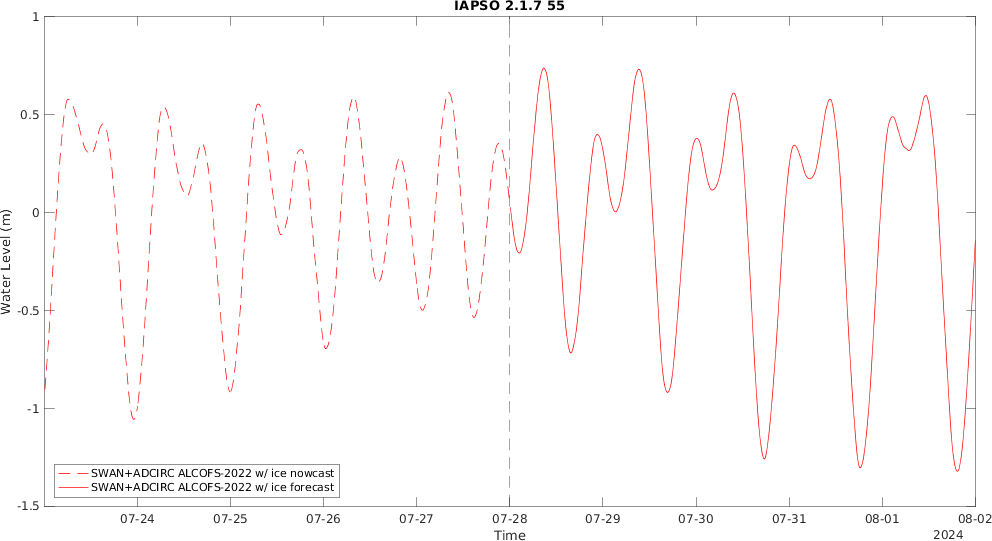 IAPSO 2.1.7 55
1
0.5
0
-0.5
-1
-1.5
Water Level (m)
SWAN+ADCIRC ALCOFS-2022 w/ ice nowcast
SWAN+ADCIRC ALCOFS-2022 w/ ice forecast
07-24 07-25 07-26 07-27 07-28 07-29 07-30 07-31 08-01 08-02
Time
2024